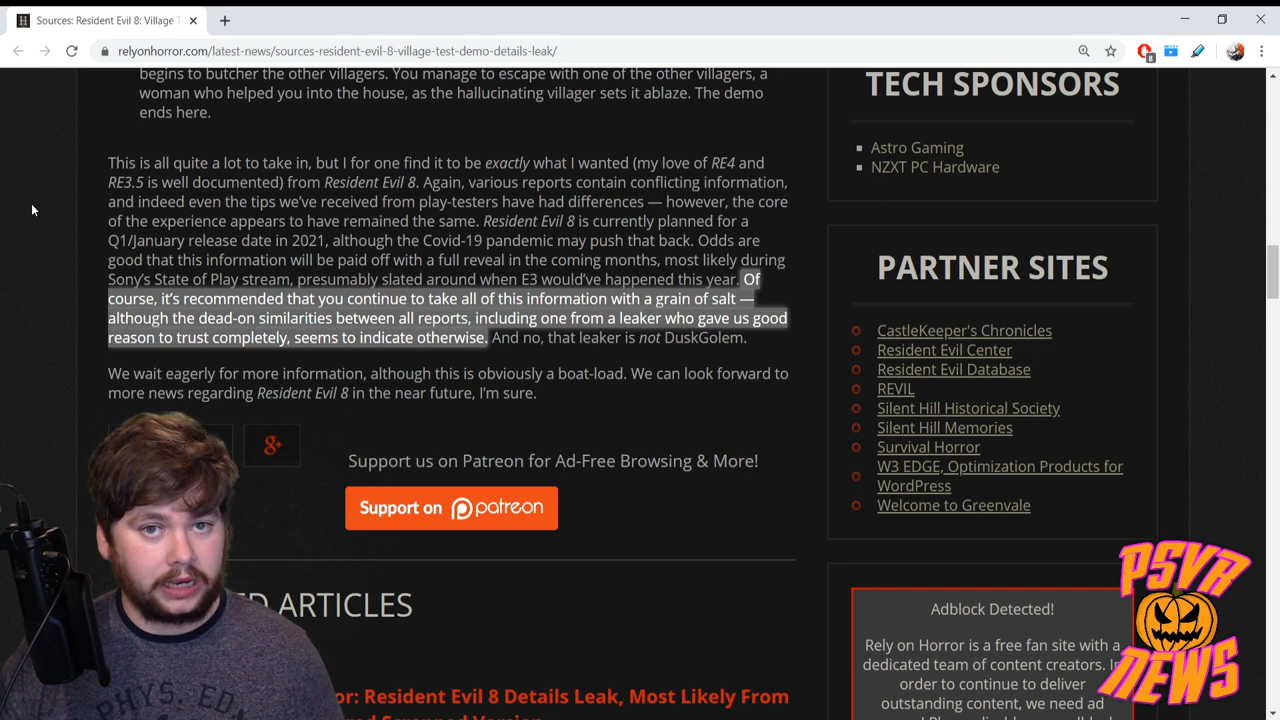 Sources: Resident Evil 8: Village
relyonhorror.com/latest-news/sources-resident-evil-8-village-test-demo-details-leak/
8
begins to butcher the other villagers. You manage to escape with one of the other villagers, a
woman who helped you into the house, as the hallucinating villager sets it ablaze. The demo
ends here.
This is all quite a lot to take in, but I for one find it to be exactly what I wanted (my love of RE4 and
RE3.5 is well documented) from Resident Evil 8. Again, various reports contain conflicting information,
and indeed even the tips we've received from play-testers have had differences — however, the core
of the experience appears to have remained the same. Resident Evil 8 is currently planned for a
Q1/January release date in 2021, although the Covid-19 pandemic may push that back. Odds are
good that this information will be paid off with a full reveal in the coming months, most likely during
Sony's State of Play stream, presumably slated around when E3 would've happened this year. Of
course, it's recommended that you continue to take all of this information with a grain of salt —
although the dead-on similarities between all reports, including one from a leaker who gave us good
reason to trust completely, seems to indicate otherwise. And no, that leaker is not DuskGolem.
We wait eagerly for more information, although this is obviously a boat-load. We can look forward to
more news regarding Resident Evil 8 in the near future, I'm sure.
g+
Support us on Patreon for Ad-Free Browsing & More!
Support on patreon
ED ARTICLES
or: Resident Evil 8 Details Leak, Most Likely From
TECH SPONSORS
Astro Gaming
NZXT PC Hardware
PARTNER SITES
CastleKeeper's Chronicles
Resident Evil Center
Resident Evil Database
REVIL
Silent Hill Historical Society
Silent Hill Memories
Survival Horror
W3 EDGE, Optimization Products for
WordPress
Welcome to Greenvale
Adblock Detected!
Rely on Horror is a free fan site with a
dedicated team of content creators. In
order to continue to deliver
outstanding content, we need ad
PSVR
NEWS
PHYS. ED